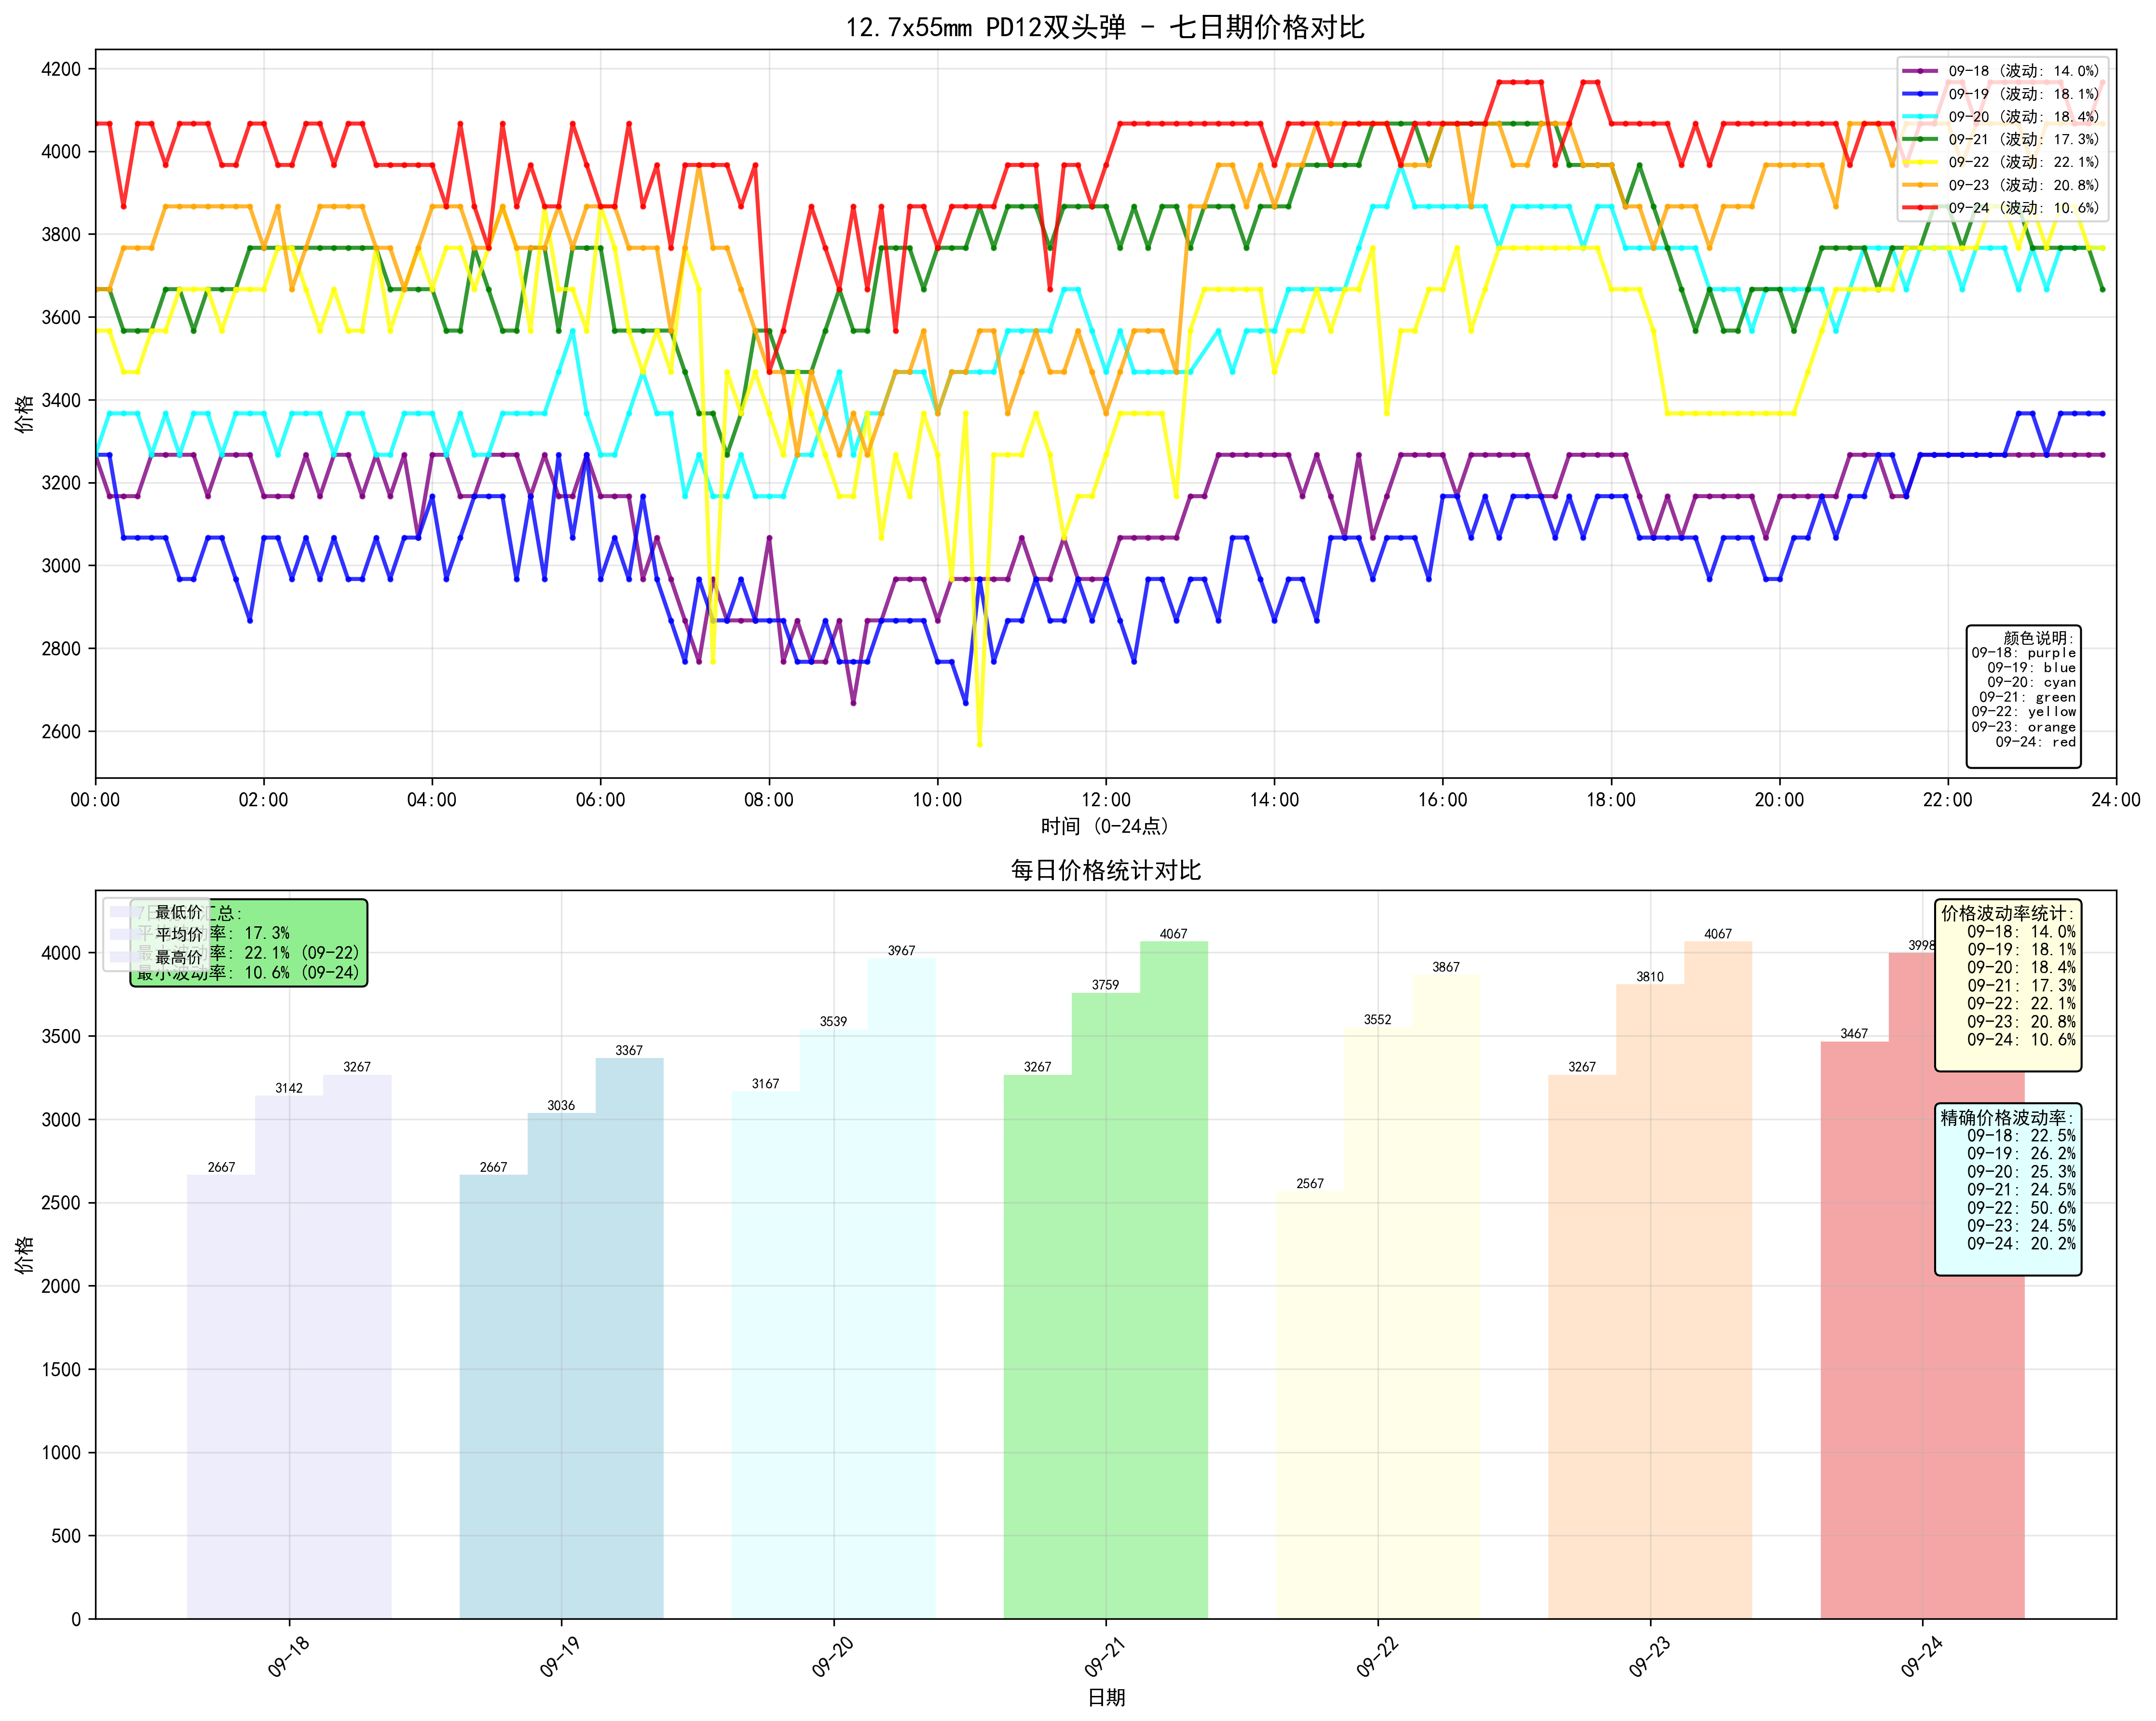 12.7x55mm PD12双头弹 - 七日期价格对比
4200
4000
3800
3600
3400
3200
3000
2800
2600
价格
09-18 (波动: 14.0%)
09-19 (波动: 18.1%)
09-20 (波动: 18.4%)
09-21 (波动: 17.3%)
09-22 (波动: 22.1%)
09-23 (波动: 20.8%)
09-24 (波动: 10.6%)
颜色说明:
09-18: purple
09-19: blue
09-20: cyan
09-21: green
09-22: yellow
09-23: orange
09-24: red
00:00 02:00 04:00 06:00 08:00 10:00 12:00 14:00 16:00 18:00 20:00 22:00 24:00
时间 (0-24点)
每日价格统计对比
4000
3500
3000
2500
2000
1500
1000
500
0
价格
最低价
平均价
最高价
7日 汇总:
率: 17.3%
率: 22.1% (09-22)
最小波动率: 10.6% (09-24)
2667 3142 3267
2667 3036 3367
3167 3539 3967
3267 3759 4067
2567 3552 3867
3267 3810 4067
3467 3998
价格波动率统计:
09-18: 14.0%
09-19: 18.1%
09-20: 18.4%
09-21: 17.3%
09-22: 22.1%
09-23: 20.8%
09-24: 10.6%
精确价格波动率:
09-18: 22.5%
09-19: 26.2%
09-20: 25.3%
09-21: 24.5%
09-22: 50.6%
09-23: 24.5%
09-24: 20.2%
09-18 09-19 09-20 09-21 09-22 09-23 09-24
日期